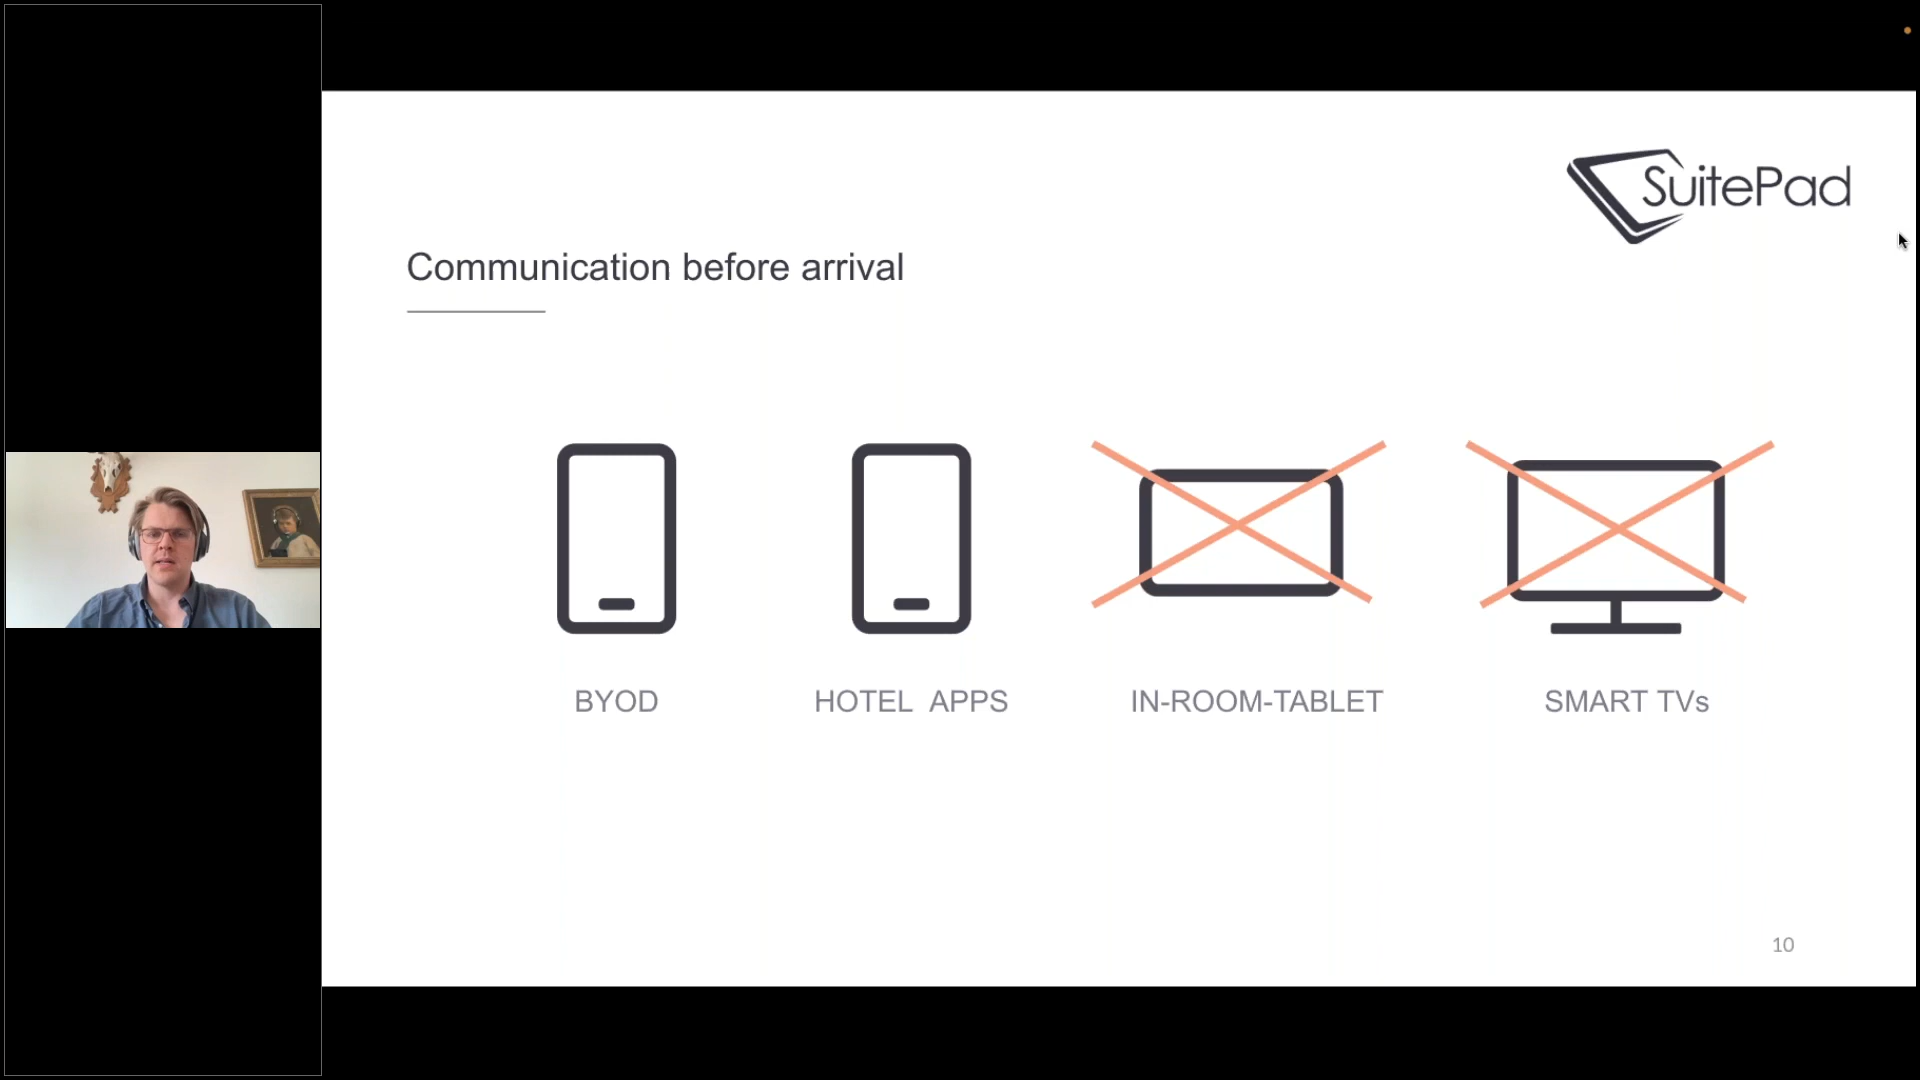 SuitePad
Communication before arrival
BYOD
HOTEL APPS
IN-ROOM-TABLET
SMART TVs
10